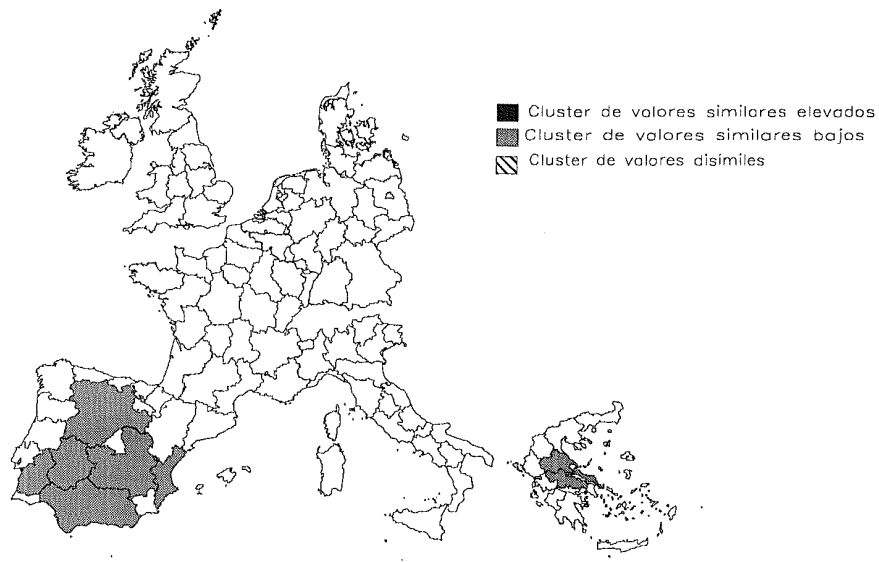 Cluster de valores similares elevados
Cluster de valores similares bajos
Cluster de valores disimiles